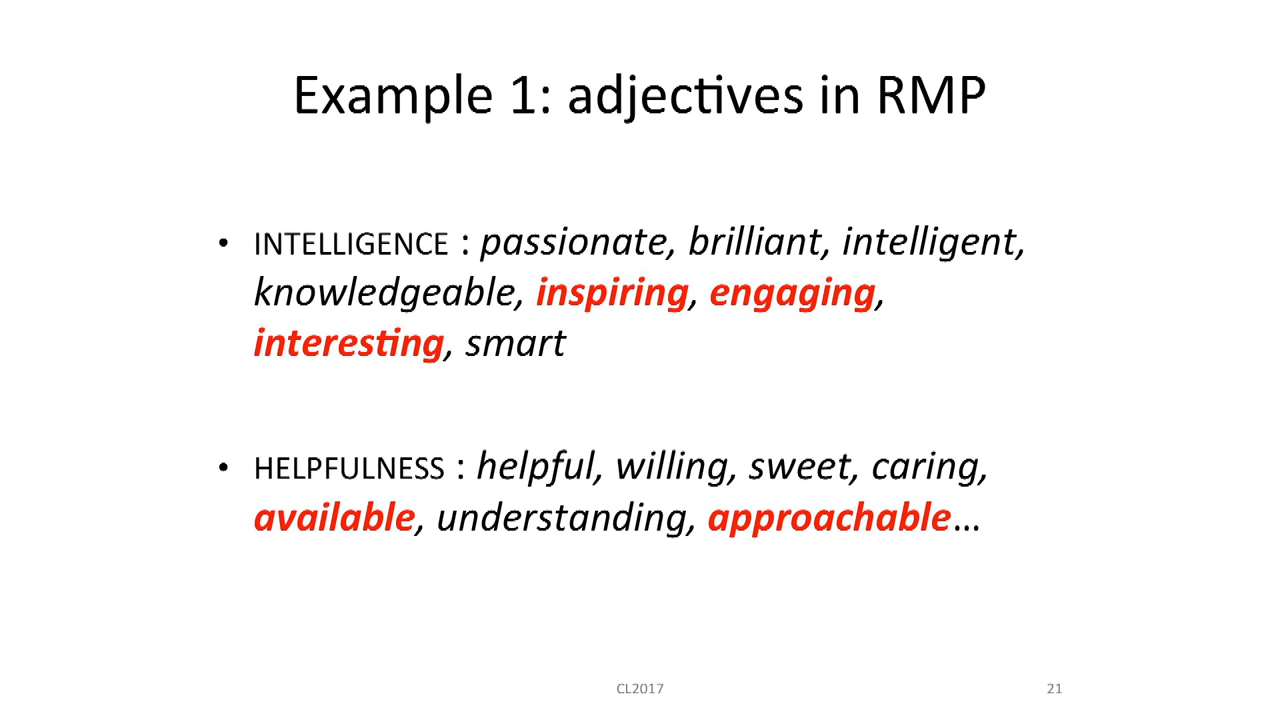 Example 1: adjectives in RMP
• INTELLIGENCE : passionate, brilliant, intelligent,
knowledgeable, inspiring, engaging,
interesting, smart
• HELPFULNESS : helpful, willing, sweet, caring,
available, understanding, approachable…
CL2017
21